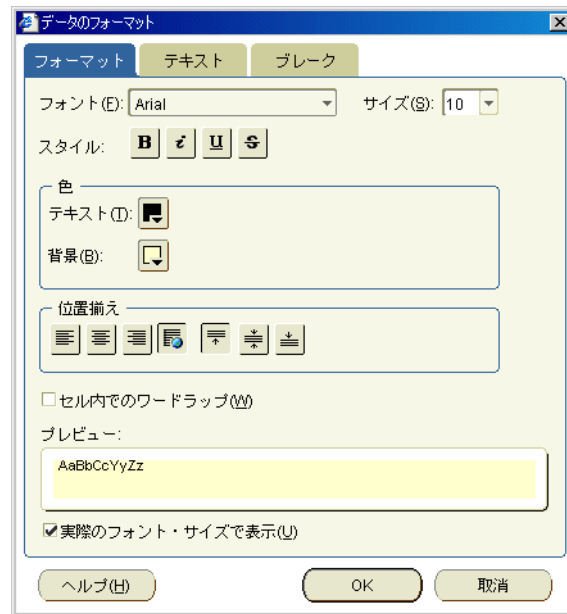 データのフォーマット
フォーマット テキスト ブレーク
フォント(F): Arial サイズ(S): 10
スタイル: B i U S
色
テキスト(T):
背景(B):
位置揃え
セル内でのワードラップ(W)
プレビュー:
AaBbCcYyZz
実際のフォント・サイズで表示(U)
ヘルプ(H) OK 取消